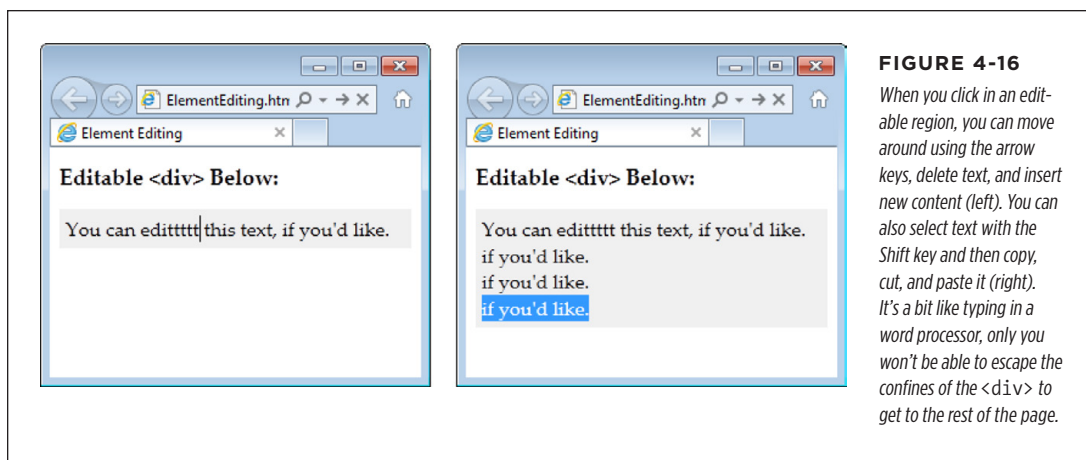 ElementEditing.htn
Element Editing
Editable <div> Below:
You can edittttt this text, if you'd like.
ElementEditing.htn
Element Editing
Editable <div> Below:
You can edittttt this text, if you'd like.
if you'd like.
if you'd like.
if you'd like.
FIGURE 4-16
When you click in an edit-
able region, you can move
around using the arrow
keys, delete text, and insert
new content (left). You can
also select text with the
Shift key and then copy,
cut, and paste it (right).
It's a bit like typing in a
word processor, only you
won't be able to escape the
confines of the <div> to
get to the rest of the page.